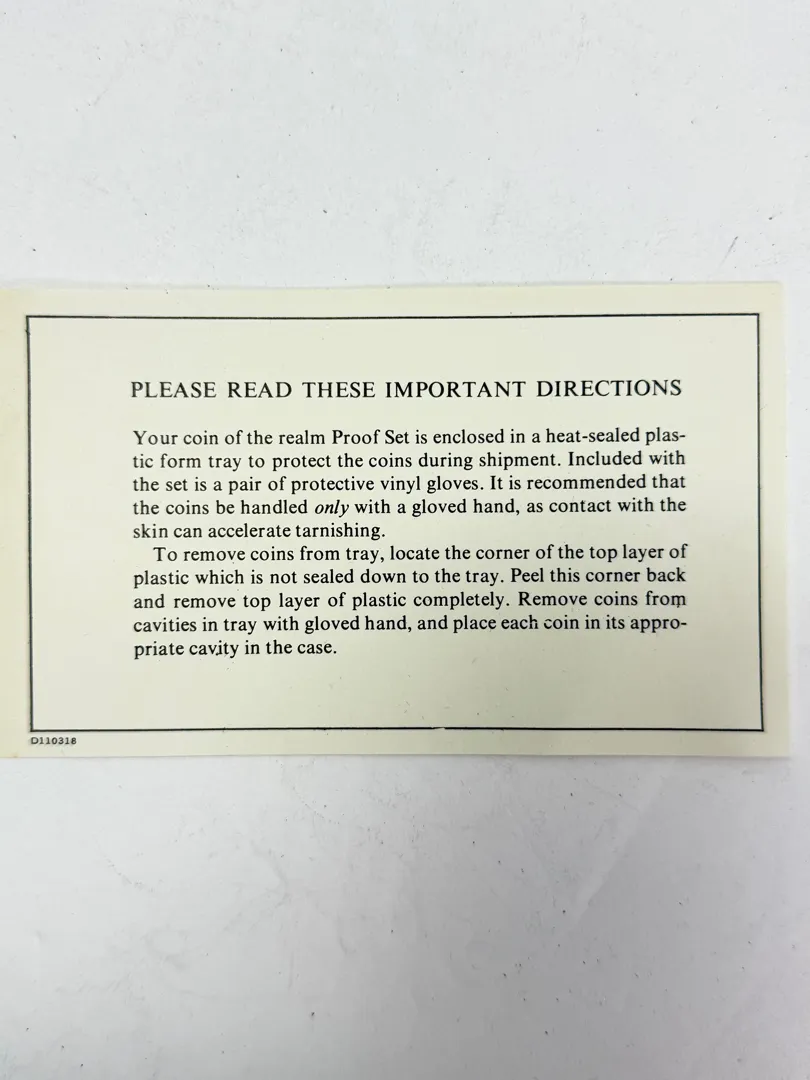 PLEASE READ THESE IMPORTANT DIRECTIONS
Your coin of the realm Proof Set is enclosed in a heat-sealed plas-
tic form tray to protect the coins during shipment. Included with
the set is a pair of protective vinyl gloves. It is recommended that
the coins be handled only with a gloved hand, as contact with the
skin can accelerate tarnishing.
To remove coins from tray, locate the corner of the top layer of
plastic which is not sealed down to the tray. Peel this corner back
and remove top layer of plastic completely. Remove coins from
cavities in tray with gloved hand, and place each coin in its appro-
priate cavity in the case.
D110318